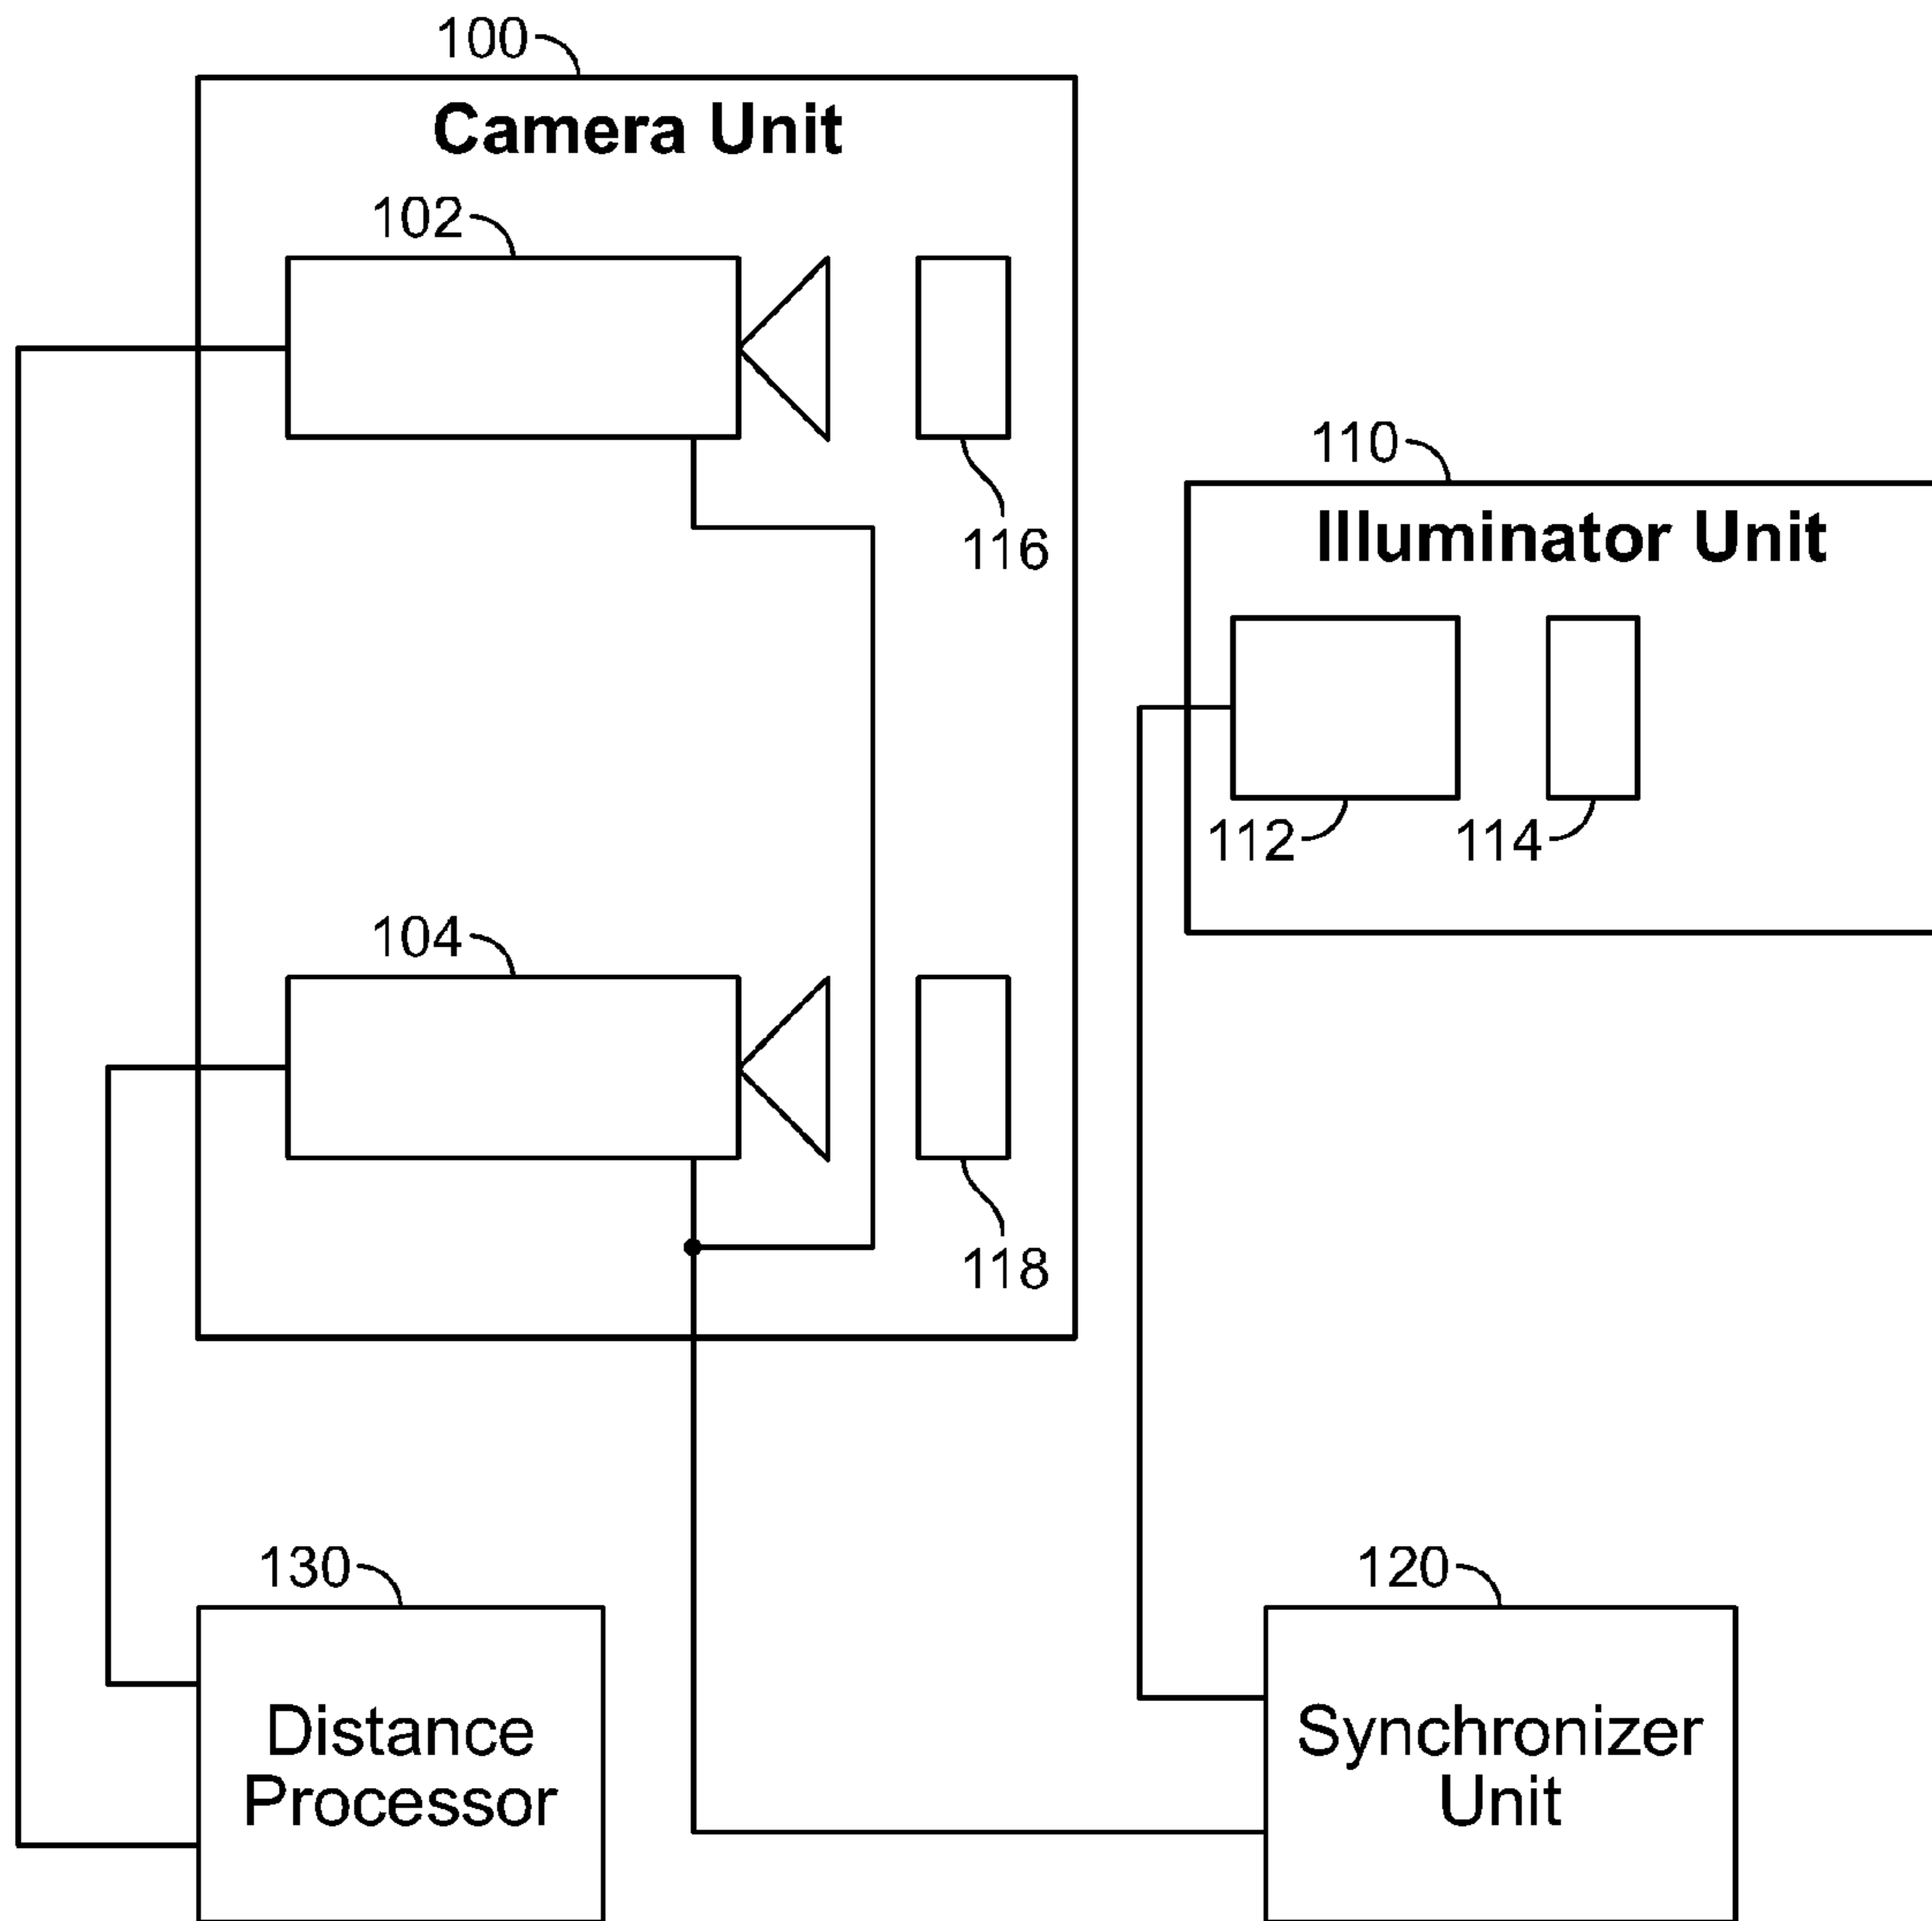 100
Camera Unit
102
116
110
Illuminator Unit
112
114
104
118
130
Distance
Processor
120
Synchronizer
Unit